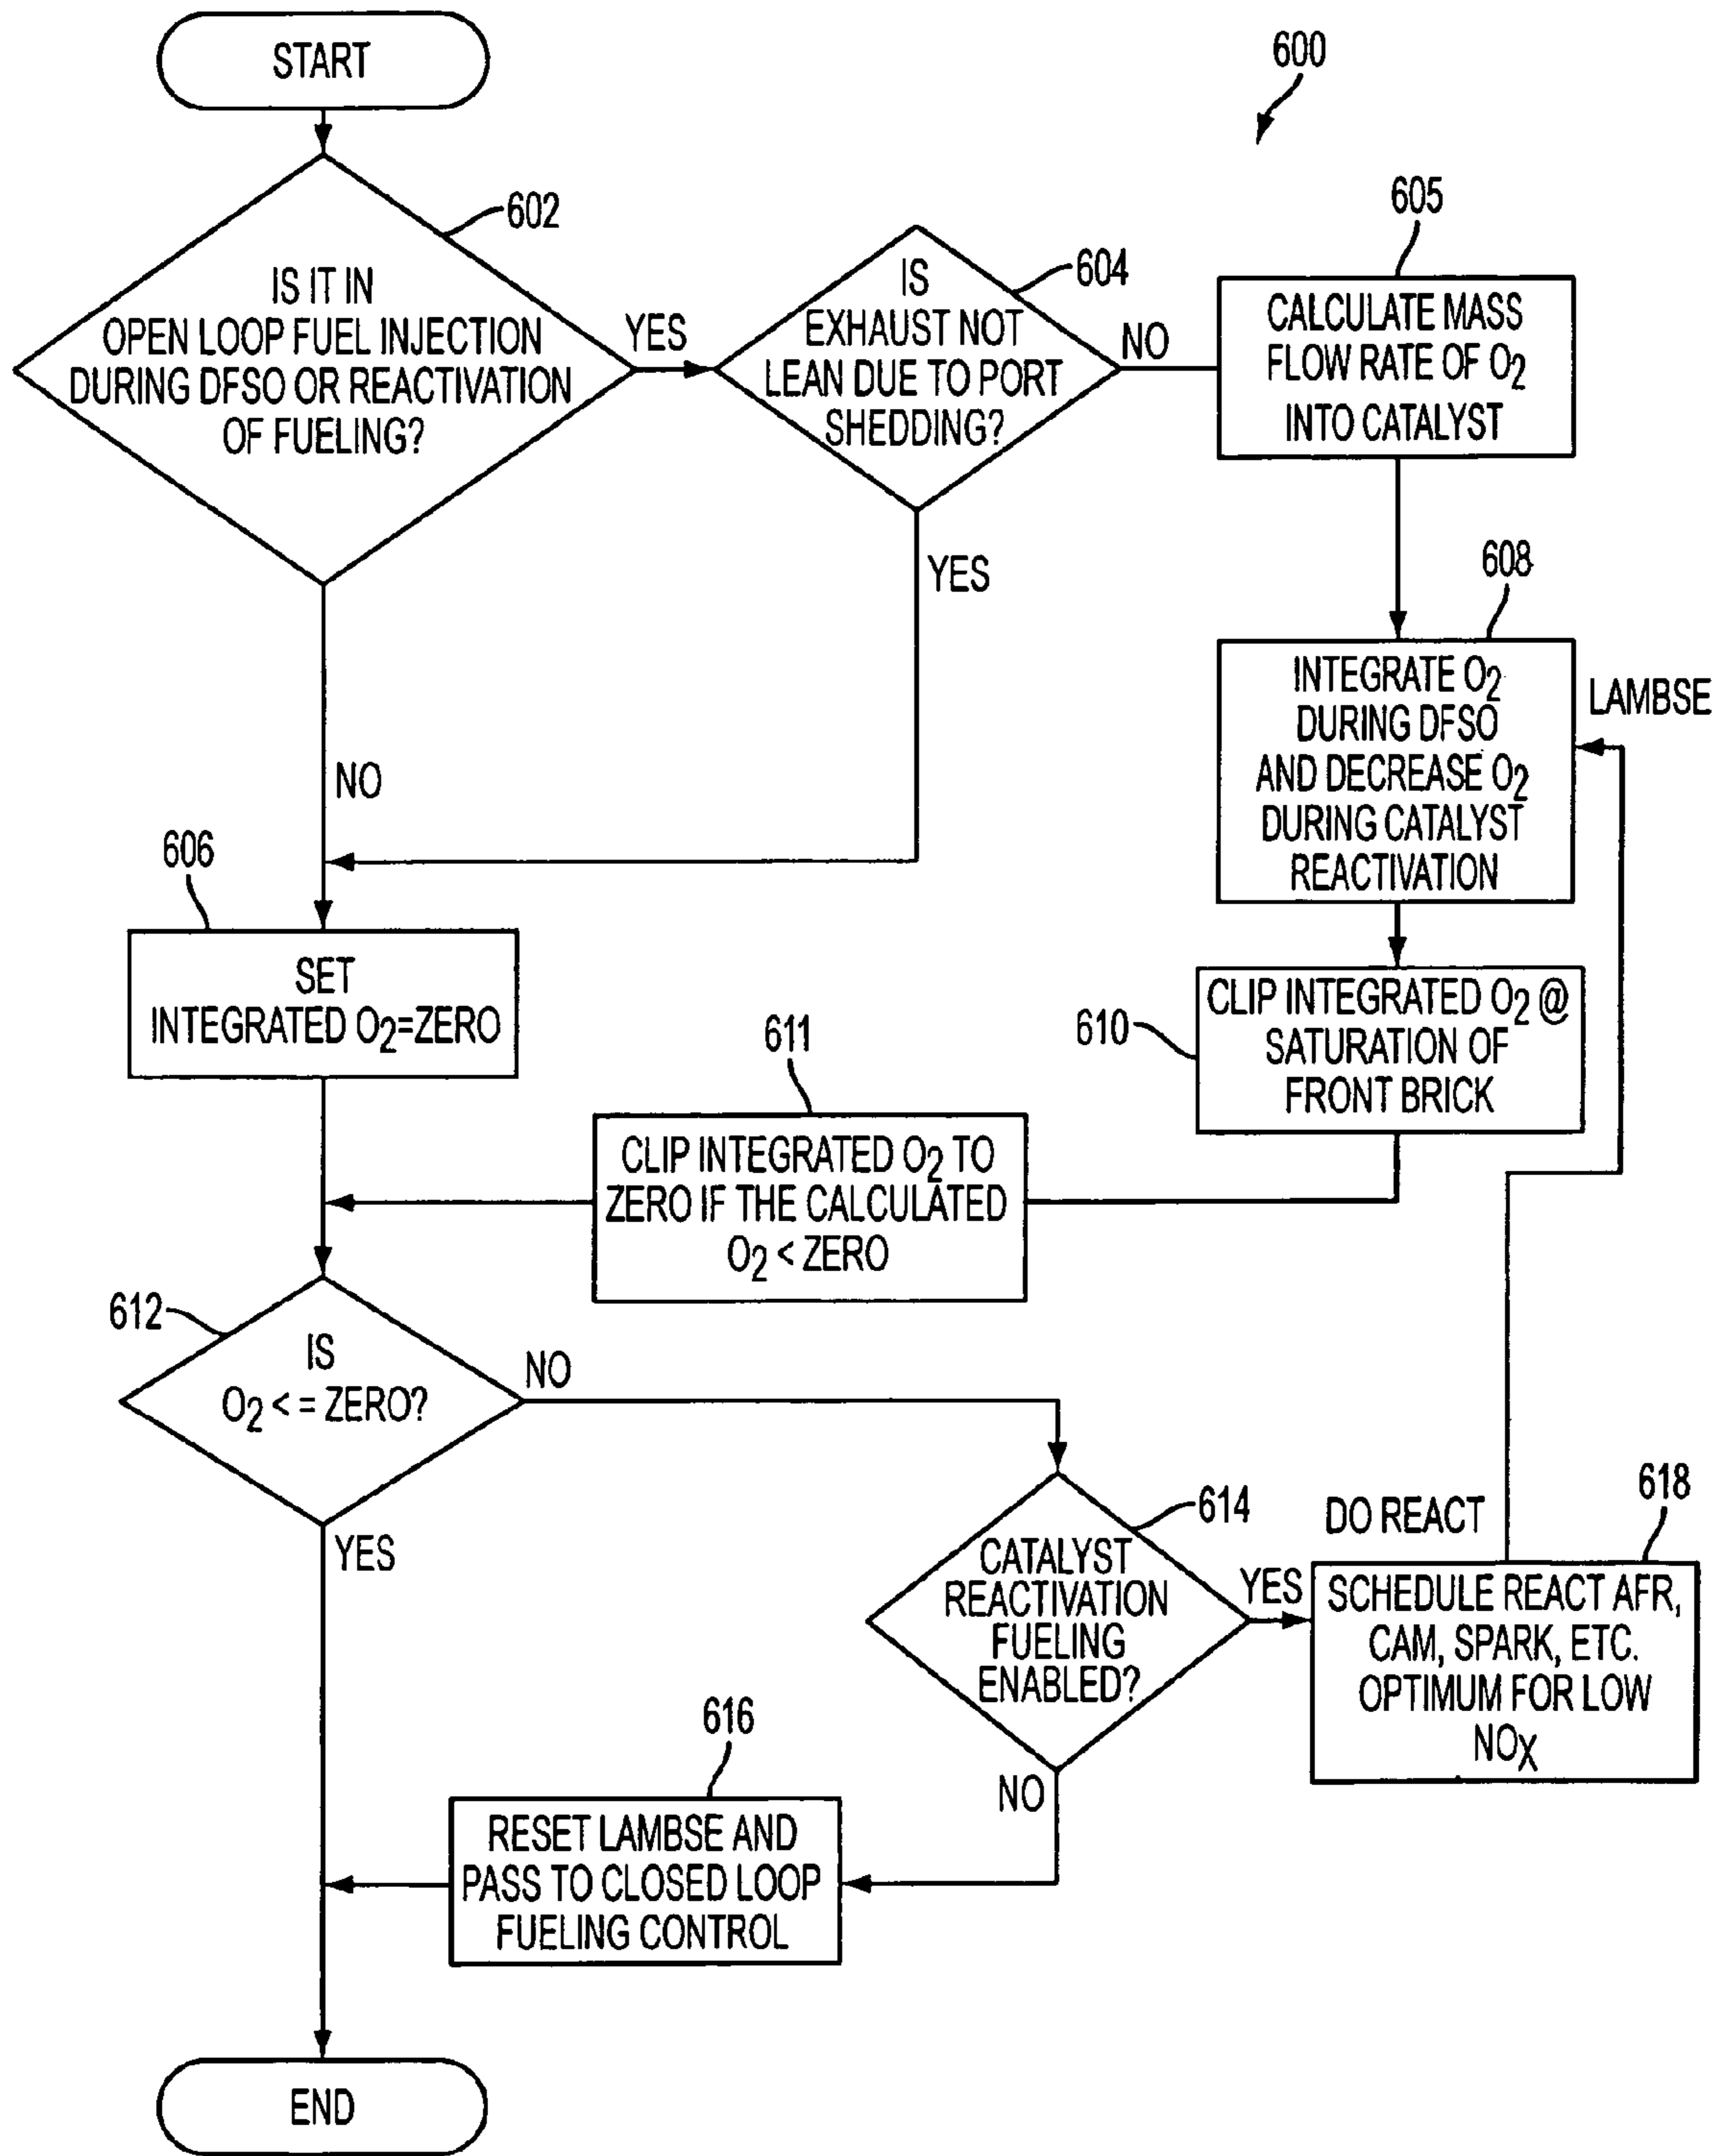 START
600
602
IS IT IN
OPEN LOOP FUEL INJECTION
DURING DFSO OR REACTIVATION
OF FUELING?
YES
604
IS
EXHAUST NOT
LEAN DUE TO PORT
SHEDDING?
NO
605
CALCULATE MASS
FLOW RATE OF O2
INTO CATALYST
YES
NO
608
INTEGRATE O2
DURING DFSO
AND DECREASE O2
DURING CATALYST
REACTIVATION
LAMBSE
606
SET
INTEGRATED O2=ZERO
610
CLIP INTEGRATED O2 @
SATURATION OF
FRONT BRICK
611
CLIP INTEGRATED O2 TO
ZERO IF THE CALCULATED
O2 < ZERO
612
IS
O2 < = ZERO?
NO
YES
614
CATALYST
REACTIVATION
FUELING
ENABLED?
YES
DO REACT
618
SCHEDULE REACT AFR,
CAM, SPARK, ETC.
OPTIMUM FOR LOW
NOX
NO
616
RESET LAMBSE AND
PASS TO CLOSED LOOP
FUELING CONTROL
END